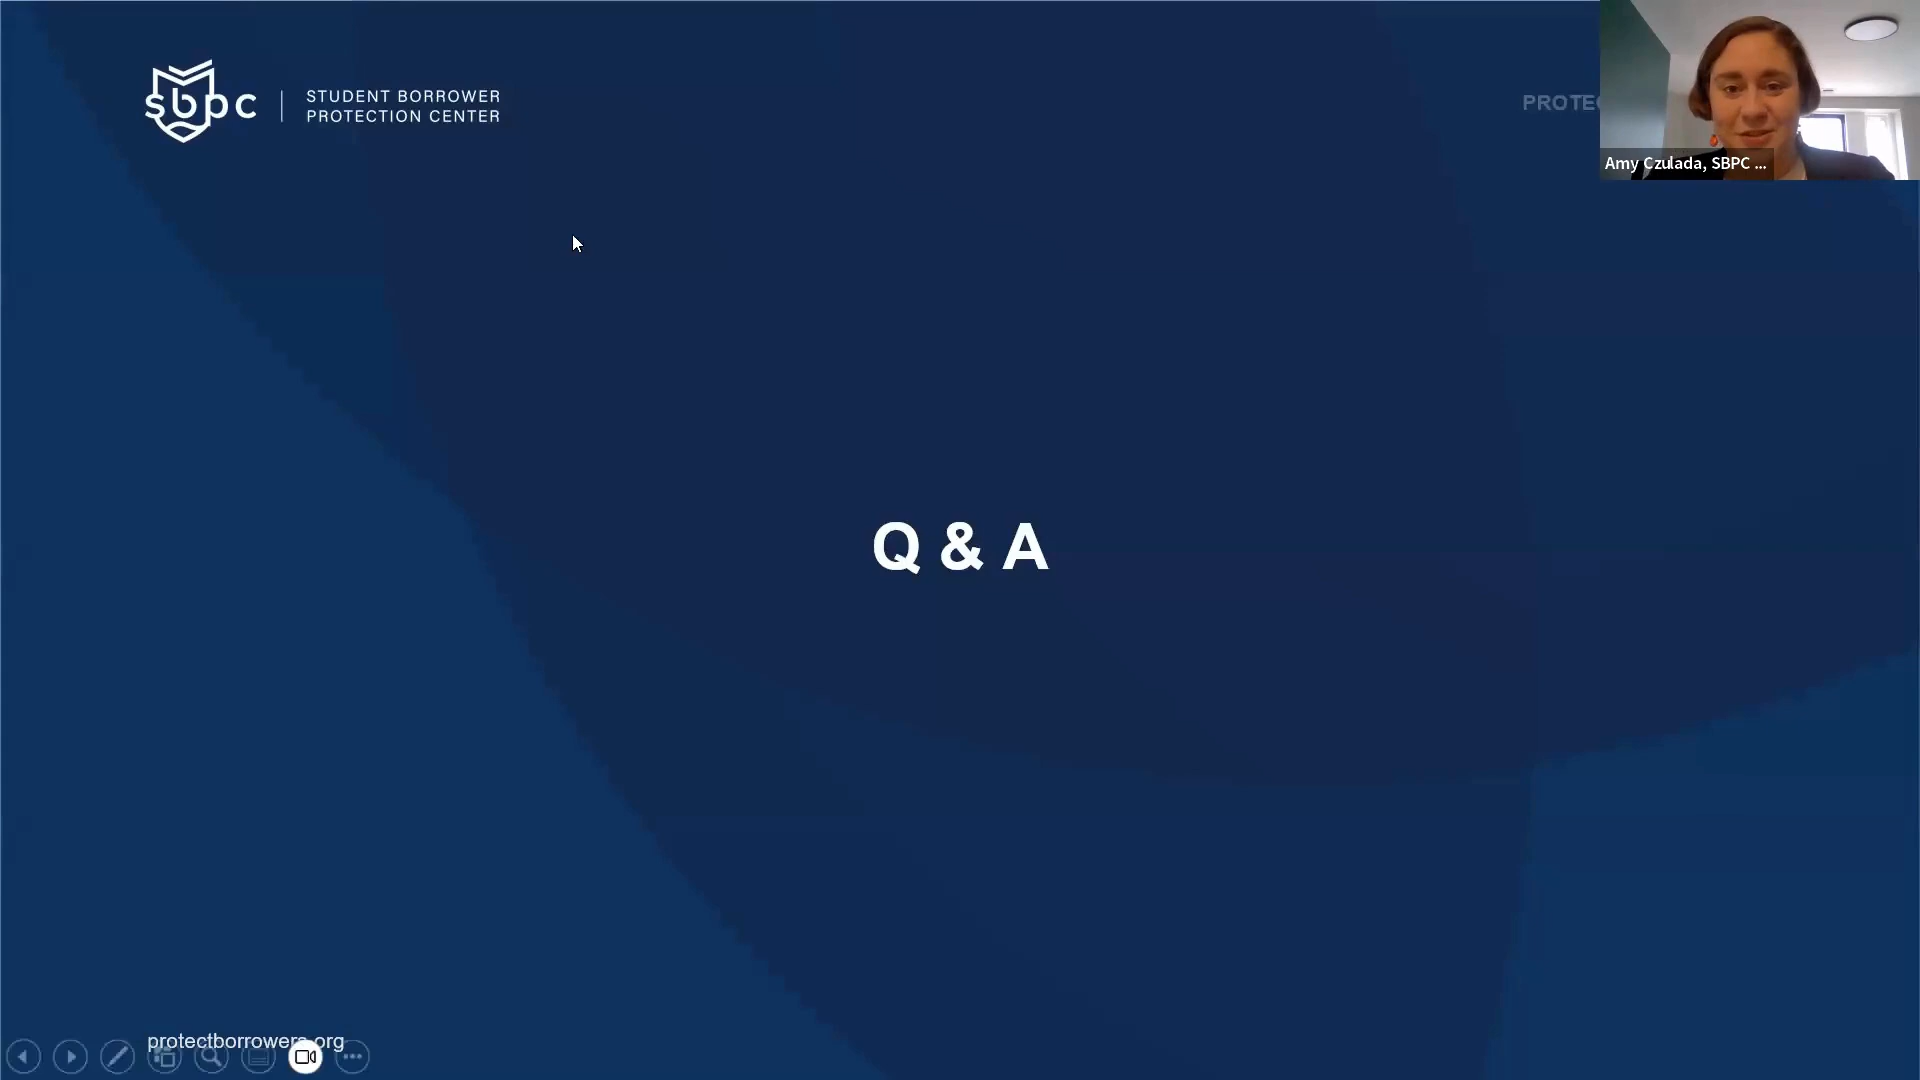 sbpc
STUDENT BORROWER
PROTECTION CENTER
PROTEC
Amy Czulada, SBPC ...
Q & A
protectborrowers.org